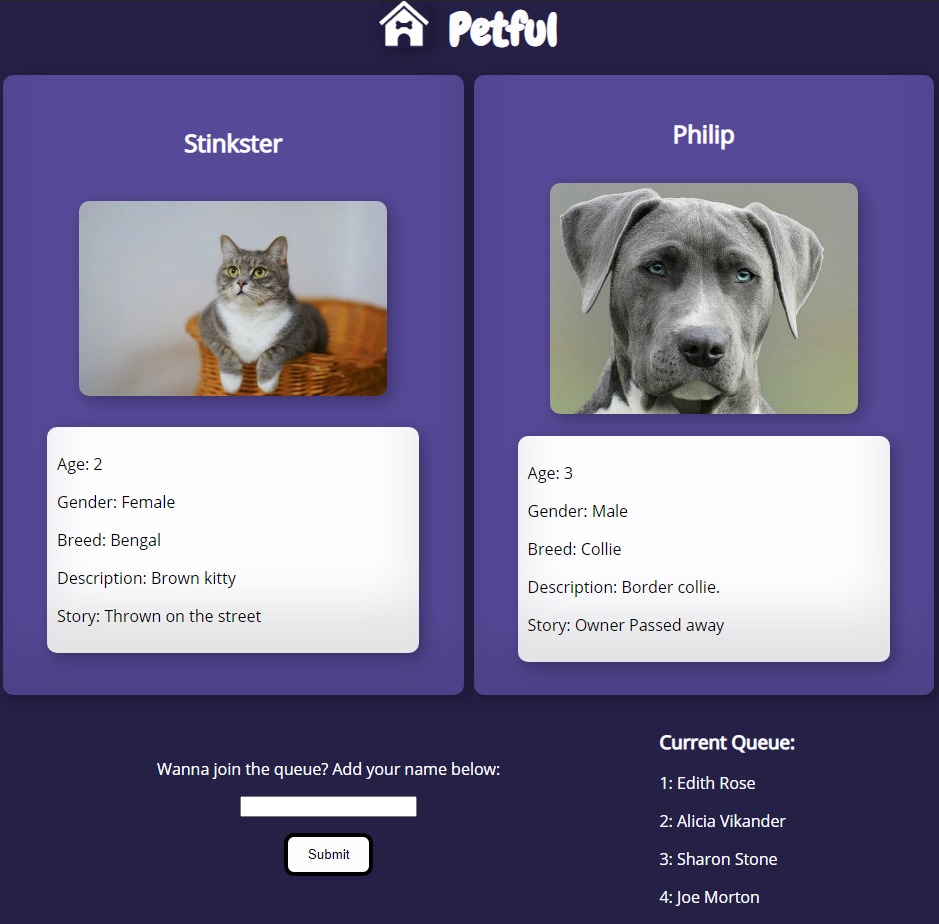 Petful
Stinkster
Age: 2
Gender: Female
Breed: Bengal
Description: Brown kitty
Story: Thrown on the street
Philip
Age: 3
Gender: Male
Breed: Collie
Description: Border collie.
Story: Owner Passed away
Wanna join the queue? Add your name below:
Submit
Current Queue:
1: Edith Rose
2: Alicia Vikander
3: Sharon Stone
4: Joe Morton